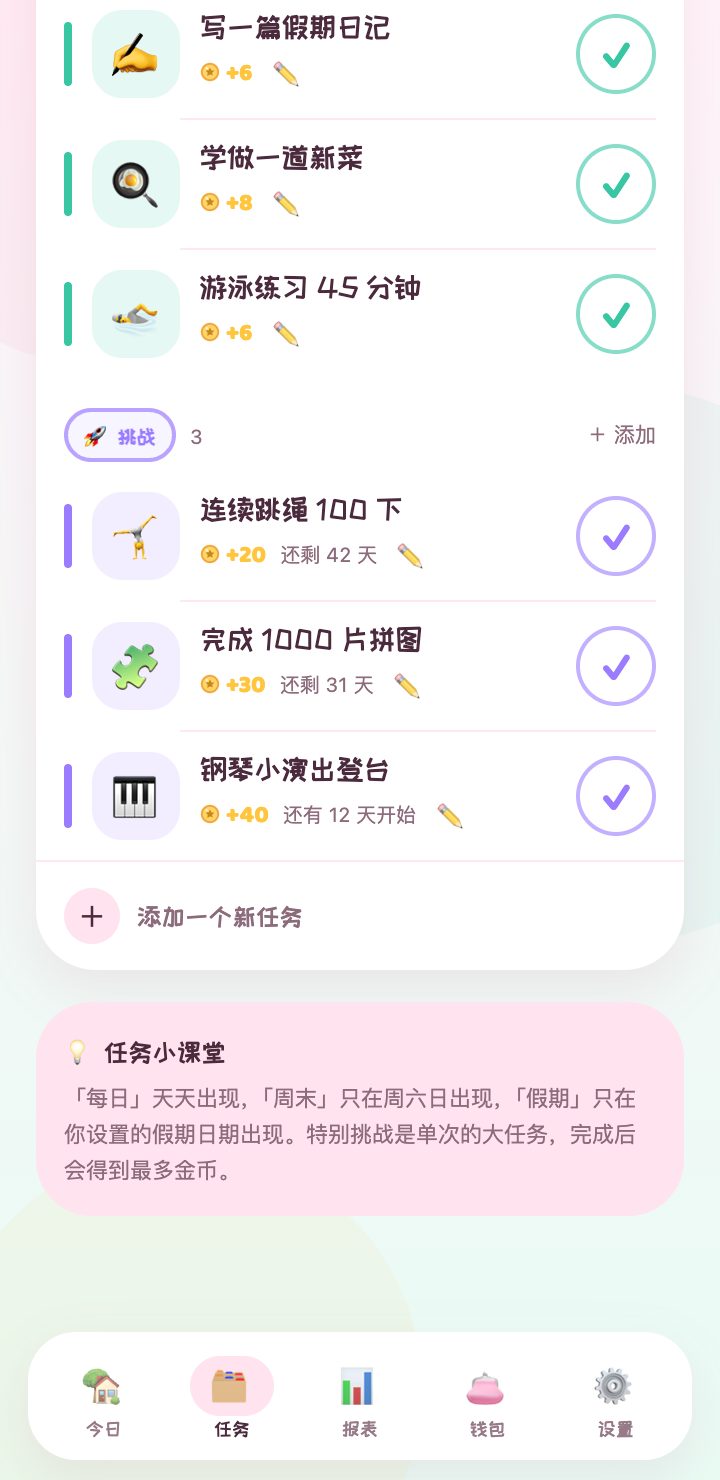 写一篇假期日记
+6
学做一道新菜
+8
游泳练习 45 分钟
+6
挑战 3 + 添加
连续跳绳 100 下
+20 还剩 42 天
完成 1000 片拼图
+30 还剩 31 天
钢琴小演出登台
+40 还有 12 天开始
+ 添加一个新任务
任务小课堂
「每日」天天出现，「周末」只在周六日出现，「假期」只在
你设置的假期日期出现。特别挑战是单次的大任务，完成后
会得到最多金币。
今日 任务 报表 钱包 设置